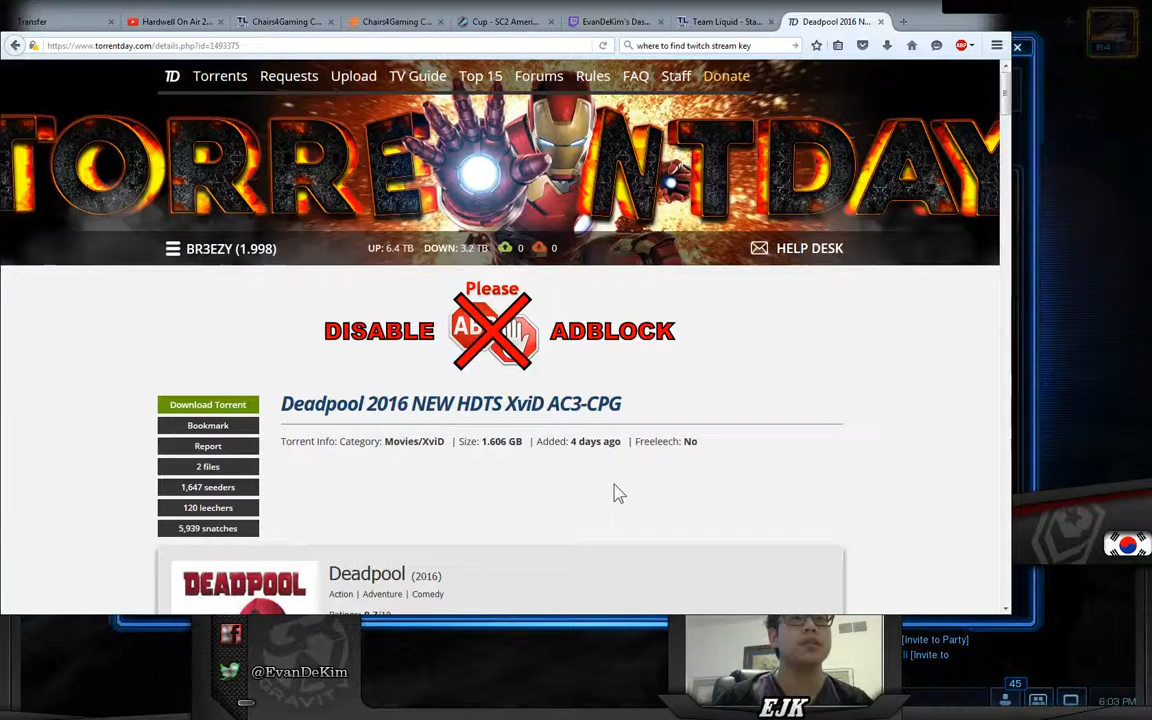 Transfer
Hardwell On Air 2...
Chairs4Gaming C...
Chairs4Gaming C...
Cup - SC2 Ameri...
EvanDeKim's Das...
Team Liquid - Sta...
Deadpool 2016 N...
https://www.torrentday.com/details.php?id=1493375
where to find twitch stream key
ABP
64
TD Torrents Requests Upload TV Guide Top 15 Forums Rules FAQ Staff Donate
TORRENTDAY
BR3EZY (1.998) UP: 6.4 TB DOWN: 3.2 TB 0 0 HELP DESK
Please
DISABLE ABP ADBLOCK
Download Torrent
Bookmark
Report
2 files
1,647 seeders
120 leechers
5,939 snatches
Deadpool 2016 NEW HDTS XviD AC3-CPG
Torrent Info: Category: Movies/XviD | Size: 1.606 GB | Added: 4 days ago | Freeleech: No
DEADPOOL
Deadpool (2016)
Action | Adventure | Comedy
@EvanDeKim
GRAVITY
EJK
[Invite to Party]
[Invite to
45
6:03 PM